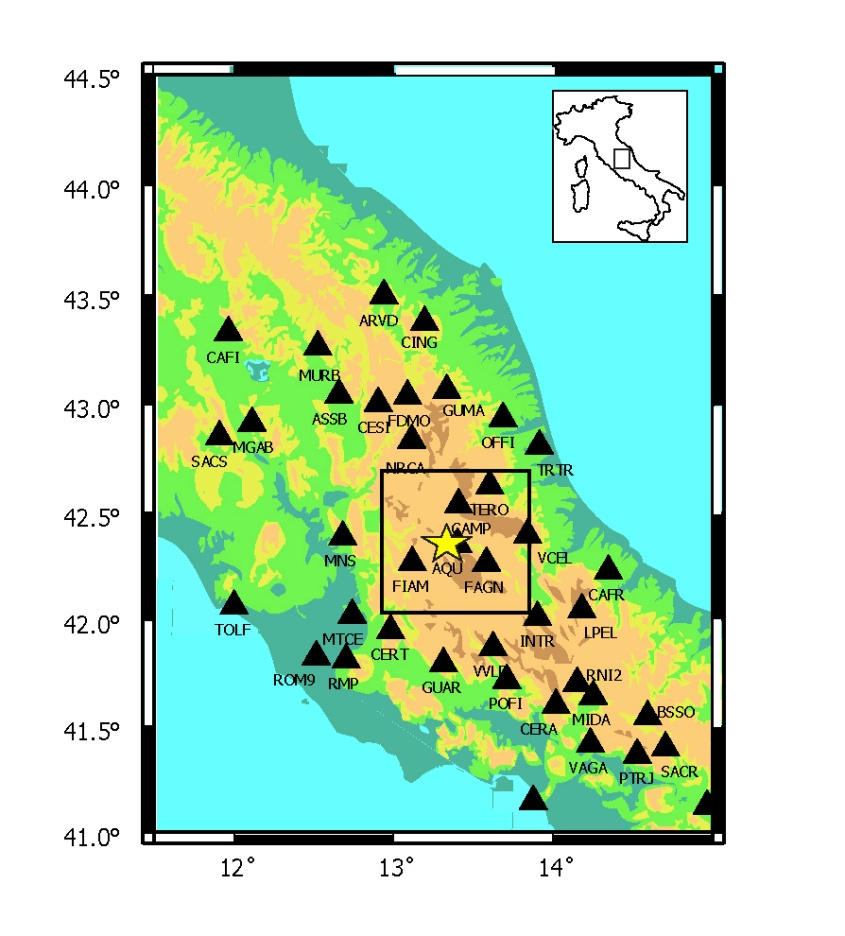 44.5°
44.0°
43.5°
ARVD
CING
CAFI
MURB
43.0°
ASSB
CESI
FDMO
GUMA
OFFI
MGAB
SACS
NRCA
TRTR
42.5°
TERO
CAMP
MNS
AQU
VCEL
FIAM
FAGN
CAFR
42.0°
TOLF
MTCE
CERT
INTR
LPEL
ROM9
RMP
GUAR
VVLD
RNI2
POFI
41.5°
CERA
MIDA
BSSO
VAGA
PTRJ
SACR
41.0°
12°
13°
14°